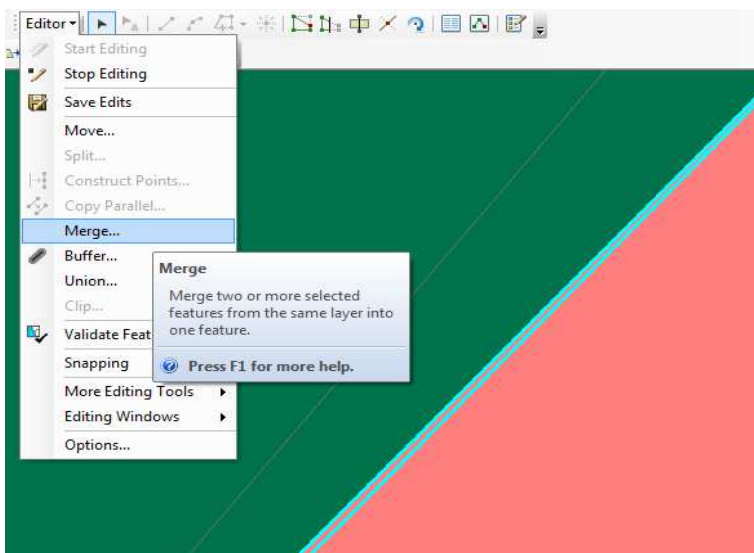 Editor
Start Editing
Stop Editing
Save Edits
Move...
Split...
Construct Points...
Copy Parallel...
Merge...
Buffer...
Union...
Clip...
Validate Feat
Snapping
More Editing Tools
Editing Windows
Options...
Merge
Merge two or more selected
features from the same layer into
one feature.
Press F1 for more help.